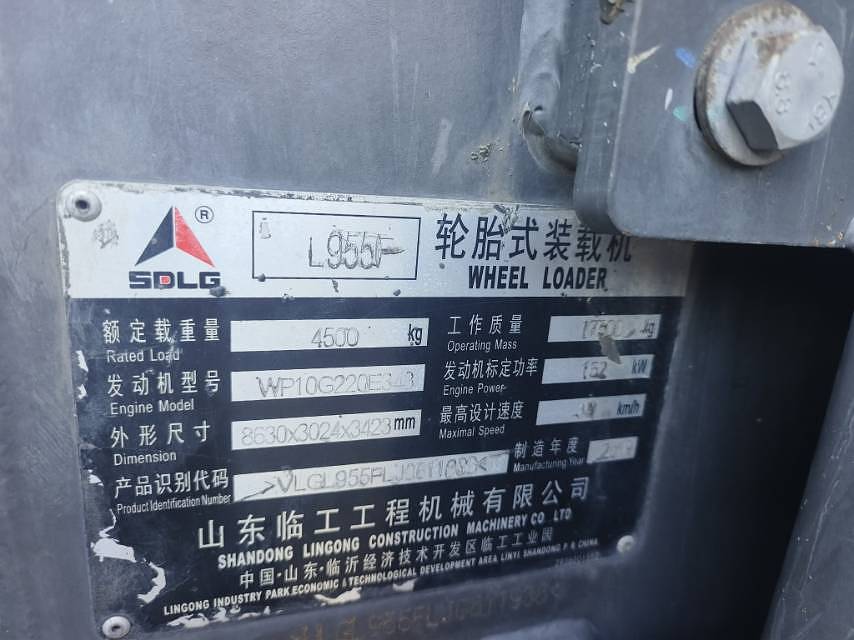 SDLG ®
L955F
轮胎式装载机
WHEEL LOADER
额定载重量 4500 kg
Rated Load
工作质量 kg
Operating Mass
发动机型号 WP10G220E343
Engine Model
发动机标定功率 162 kW
Engine Power
外形尺寸 8630x3024x3423 mm
Dimension
最高设计速度 km/h
Maximal Speed
产品识别代码
Product Identification Number
制造年度
Manufacturing Year
山东临工工程机械有限公司
SHANDONG LINGONG CONSTRUCTION MACHINERY CO LTD
中国·山东·临沂经济技术开发区临工工业园
LINGONG INDUSTRY PARK,ECONOMIC & TECHNOLOGICAL DEVELOPMENT AREA LINYI SHANDONG P R CHINA
8.8